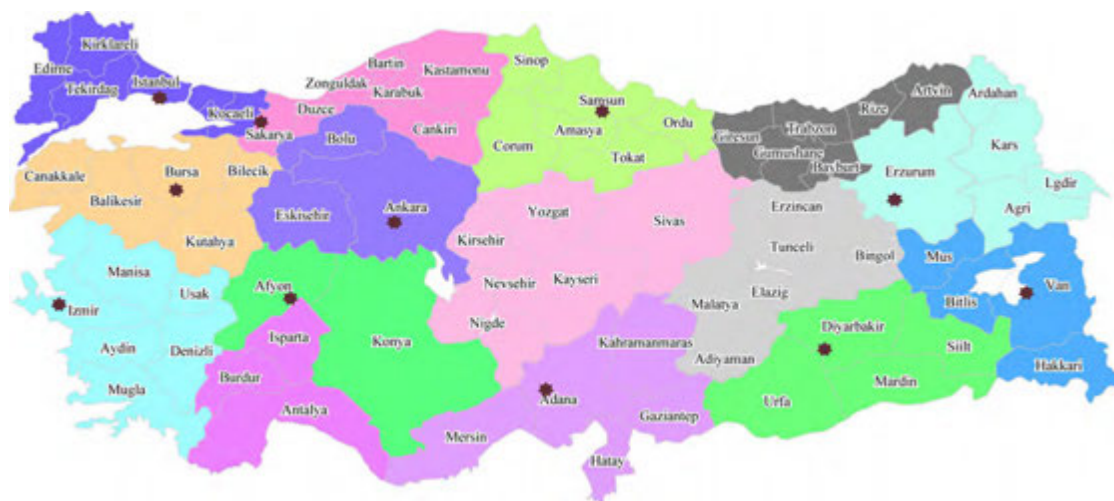 Kirklareli
Edirne
Tekirdag
Istanbul
Kocaeli
Sakarya
Zonguldak
Bartin
Kastamonu
Karabuk
Duzce
Cankiri
Bolu
Sinop
Samsun
Ordu
Amasya
Corum
Tokat
Giresun
Trabzon
Rize
Artvin
Gumushane
Bayburt
Ardahan
Kars
Erzurum
Lgdir
Agri
Canakkale
Bursa
Bilecik
Balikesir
Kutahya
Eskisehir
Ankara
Kirsehir
Yozgat
Sivas
Nevsehir
Kayseri
Nigde
Erzincan
Tunceli
Bingol
Elazig
Malatya
Adiyaman
Mus
Bitlis
Van
Hakkari
Manisa
Usak
Izmir
Aydin
Denizli
Mugla
Afyon
Konya
Isparta
Burdur
Antalya
Kahramanmaras
Adana
Mersin
Gaziantep
Hatay
Diyarbakir
Siilt
Mardin
Urfa